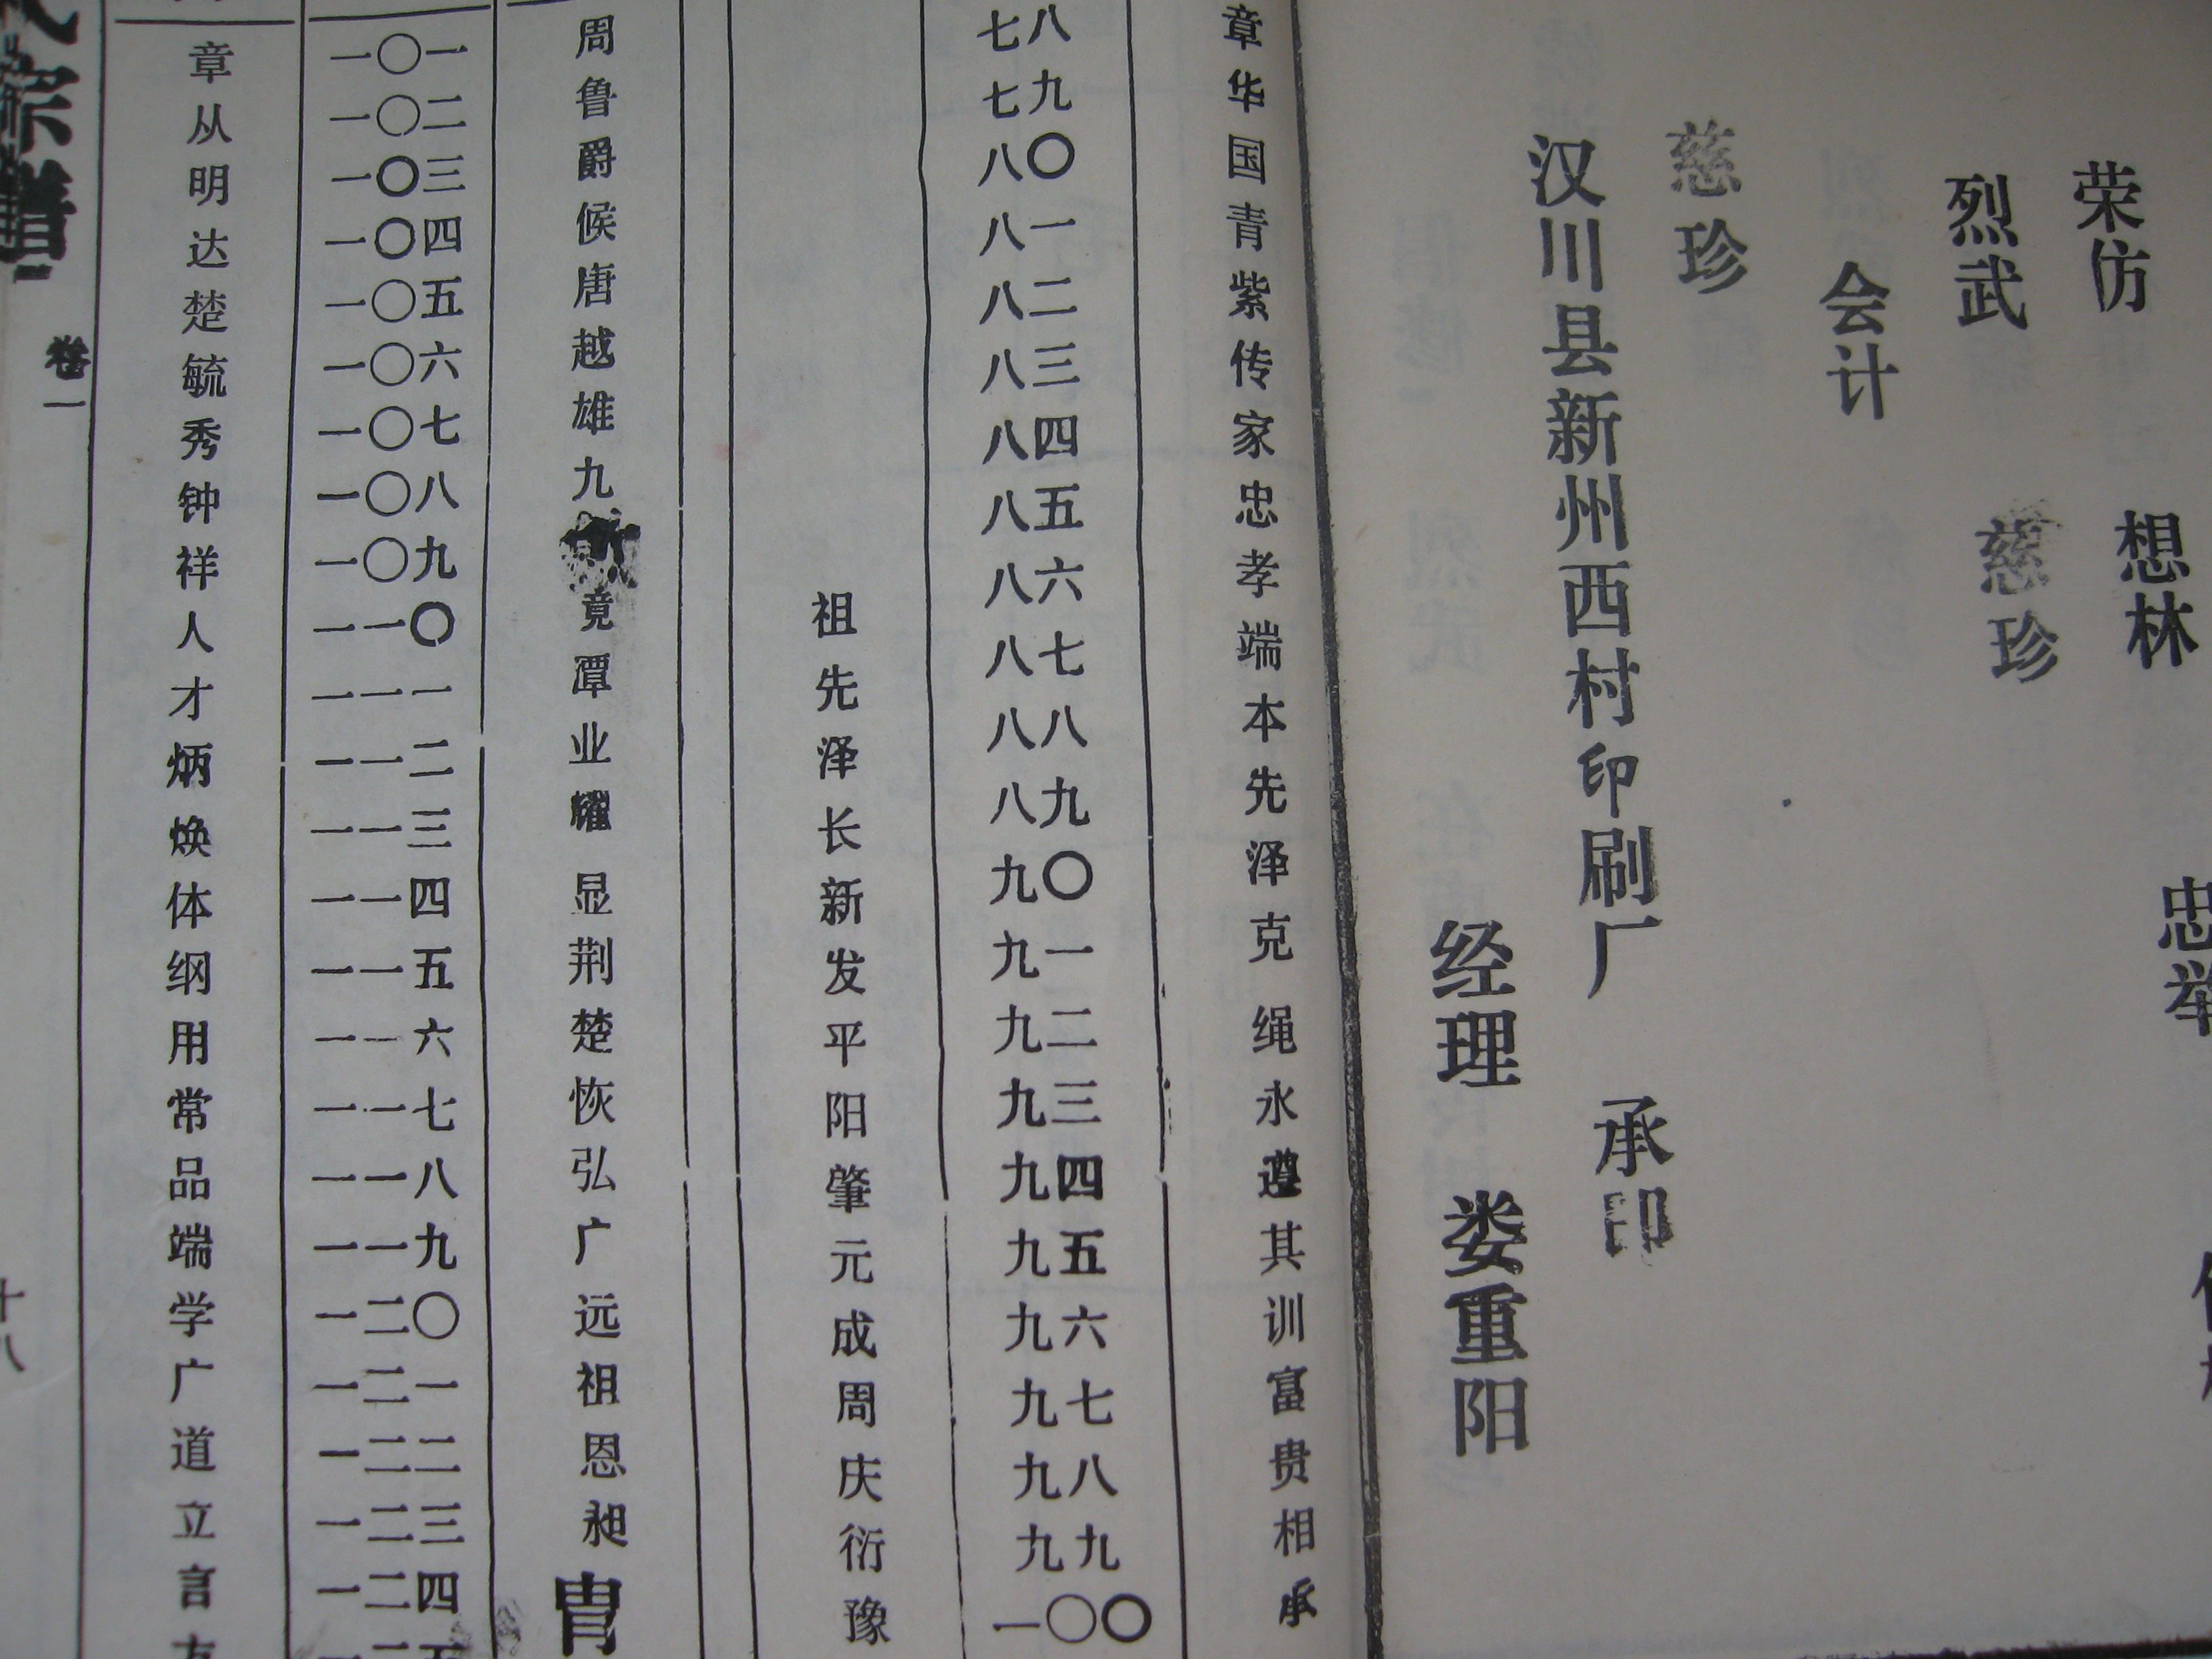 荣仿
想林
忠举
烈武
慈珍
会计
慈珍
汉川县新州西村印刷厂 承印
经理 娄重阳
章华国青紫传家忠孝端本先泽克绳永遵其训富贵相承
七八 七九 八〇 八一 八二 八三 八四 八五 八六 八七 八八 八九 九〇 九一 九二 九三 九四 九五 九六 九七 九八 九九 一〇〇
祖先泽长新发平阳肇元成周庆衍豫
周鲁爵候唐越雄九
竟覃业耀显荆楚恢弘广远祖恩昶胄
一〇一 一〇二 一〇三 一〇四 一〇五 一〇六 一〇七 一〇八 一〇九 一一〇 一一一 一一二 一一三 一一四 一一五 一一六 一一七 一一八 一一九 一二〇 一二一 一二二 一二三 一二四
章从明达楚毓秀钟祥人才炳焕体纲用常品端学广道立言
宗谱
卷一
十八